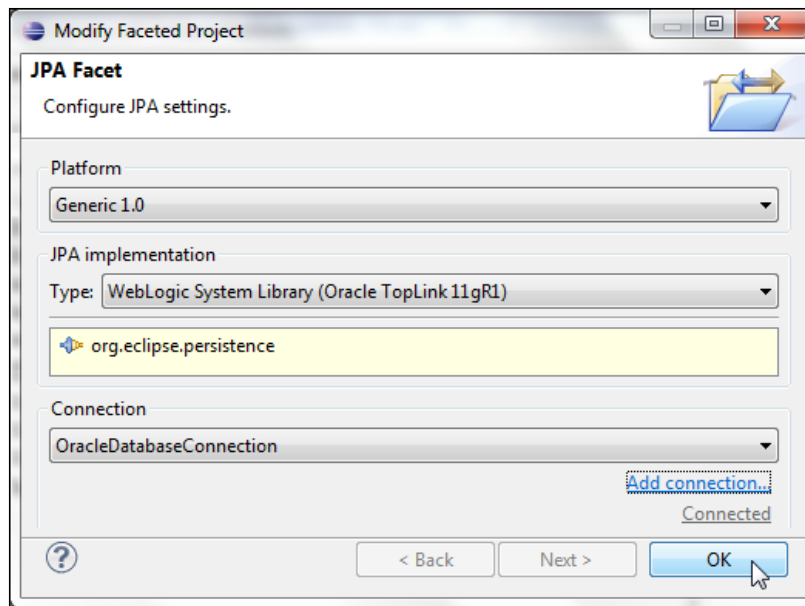 Modify Faceted Project
JPA Facet
Configure JPA settings.
Platform
Generic 1.0
JPA implementation
Type: WebLogic System Library (Oracle TopLink 11gR1)
org.eclipse.persistence
Connection
OracleDatabaseConnection
Add connection...
Connected
? < Back Next > OK